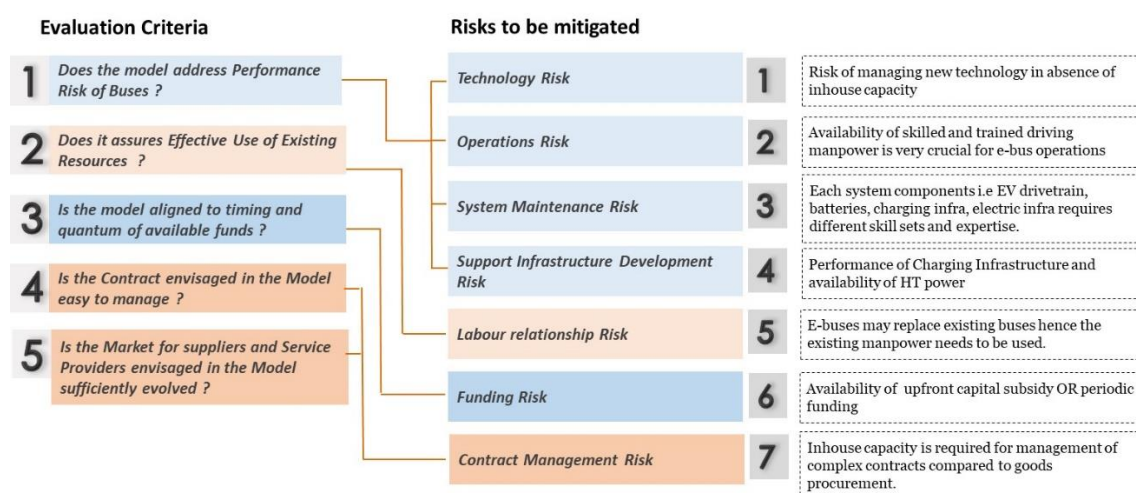 Evaluation Criteria
Risks to be mitigated
1
Does the model address Performance
Risk of Buses ?
2
Does it assures Effective Use of Existing
Resources ?
3
Is the model aligned to timing and
quantum of available funds ?
4
Is the Contract envisaged in the Model
easy to manage ?
5
Is the Market for suppliers and Service
Providers envisaged in the Model
sufficiently evolved ?
Technology Risk
1
Risk of managing new technology in absence of
inhouse capacity
Operations Risk
2
Availability of skilled and trained driving
manpower is very crucial for e-bus operations
System Maintenance Risk
3
Each system components i.e EV drivetrain,
batteries, charging infra, electric infra requires
different skill sets and expertise.
Support Infrastructure Development
Risk
4
Performance of Charging Infrastructure and
availability of HT power
Labour relationship Risk
5
E-buses may replace existing buses hence the
existing manpower needs to be used.
Funding Risk
6
Availability of upfront capital subsidy OR periodic
funding
Contract Management Risk
7
Inhouse capacity is required for management of
complex contracts compared to goods
procurement.